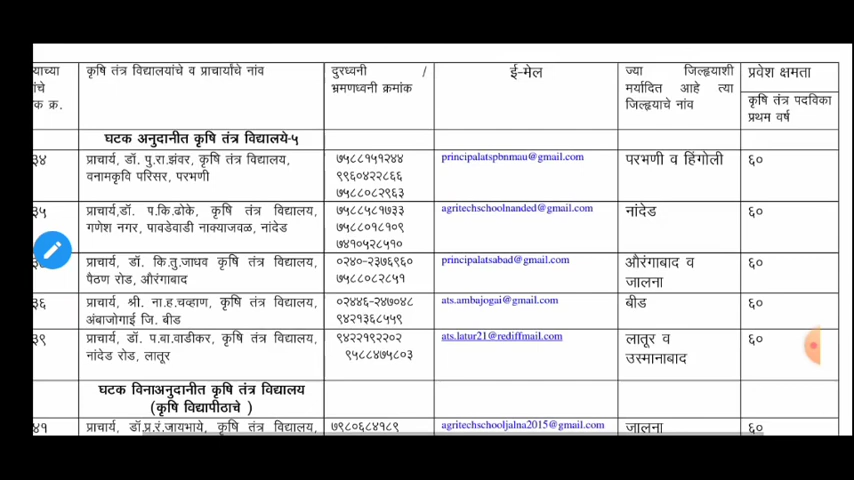 याच्या कृषि तंत्र विद्यालयांचे व प्राचार्यांचे नांव दुरध्वनी / ई-मेल ज्या जिल्ह्याशी प्रवेश क्षमता
ांचे भ्रमणध्वनी क्रमांक मर्यादित आहे त्या
क क्र. जिल्ह्याचे नांव कृषि तंत्र पदविका
प्रथम वर्ष
घटक अनुदानीत कृषि तंत्र विद्यालये-५
३४ प्राचार्य, डॉ. पु.रा.झंवर, कृषि तंत्र विद्यालय, ७५८८१५१२४४ principalatspbnmau@gmail.com परभणी व हिंगोली ६०
वनामकृवि परिसर, परभणी ९९६०४२२८६६
७५८८०८२९६३
३५ प्राचार्य,डॉ. प.कि.ढोके, कृषि तंत्र विद्यालय, ७५८८५८१७३३ agritechschoolnanded@gmail.com नांदेड ६०
गणेश नगर, पावडेवाडी नाक्याजवळ, नांदेड ७५८८०१८१०९
७४१०५२८५१०
प्राचार्य, डॉ. कि.तु.जाधव कृषि तंत्र विद्यालय, ०२४०-२३७६९६० principalatsabad@gmail.com औरंगाबाद व ६०
पैठण रोड, औरंगाबाद ७५८८०८२८५१ जालना
३६ प्राचार्य, श्री. ना.ह.चव्हाण, कृषि तंत्र विद्यालय, ०२४४६-२४७०४८ ats.ambajogai@gmail.com बीड ६०
अंबाजोगाई जि. बीड ९४२१३६८५५९
३९ प्राचार्य, डॉ. प.बा.वाडीकर, कृषि तंत्र विद्यालय, ९४२२१९२२०२ ats.latur21@rediffmail.com लातूर व ६०
नांदेड रोड, लातूर ९५८८४७५८०३ उस्मानाबाद
घटक विनाअनुदानीत कृषि तंत्र विद्यालय
(कृषि विद्यापीठाचे )
४१ प्राचार्य, डॉ.प्र.रं.जायभाये, कृषि तंत्र विद्यालय, ७९८०६८४१८९ agritechschooljalna2015@gmail.com जालना ६०